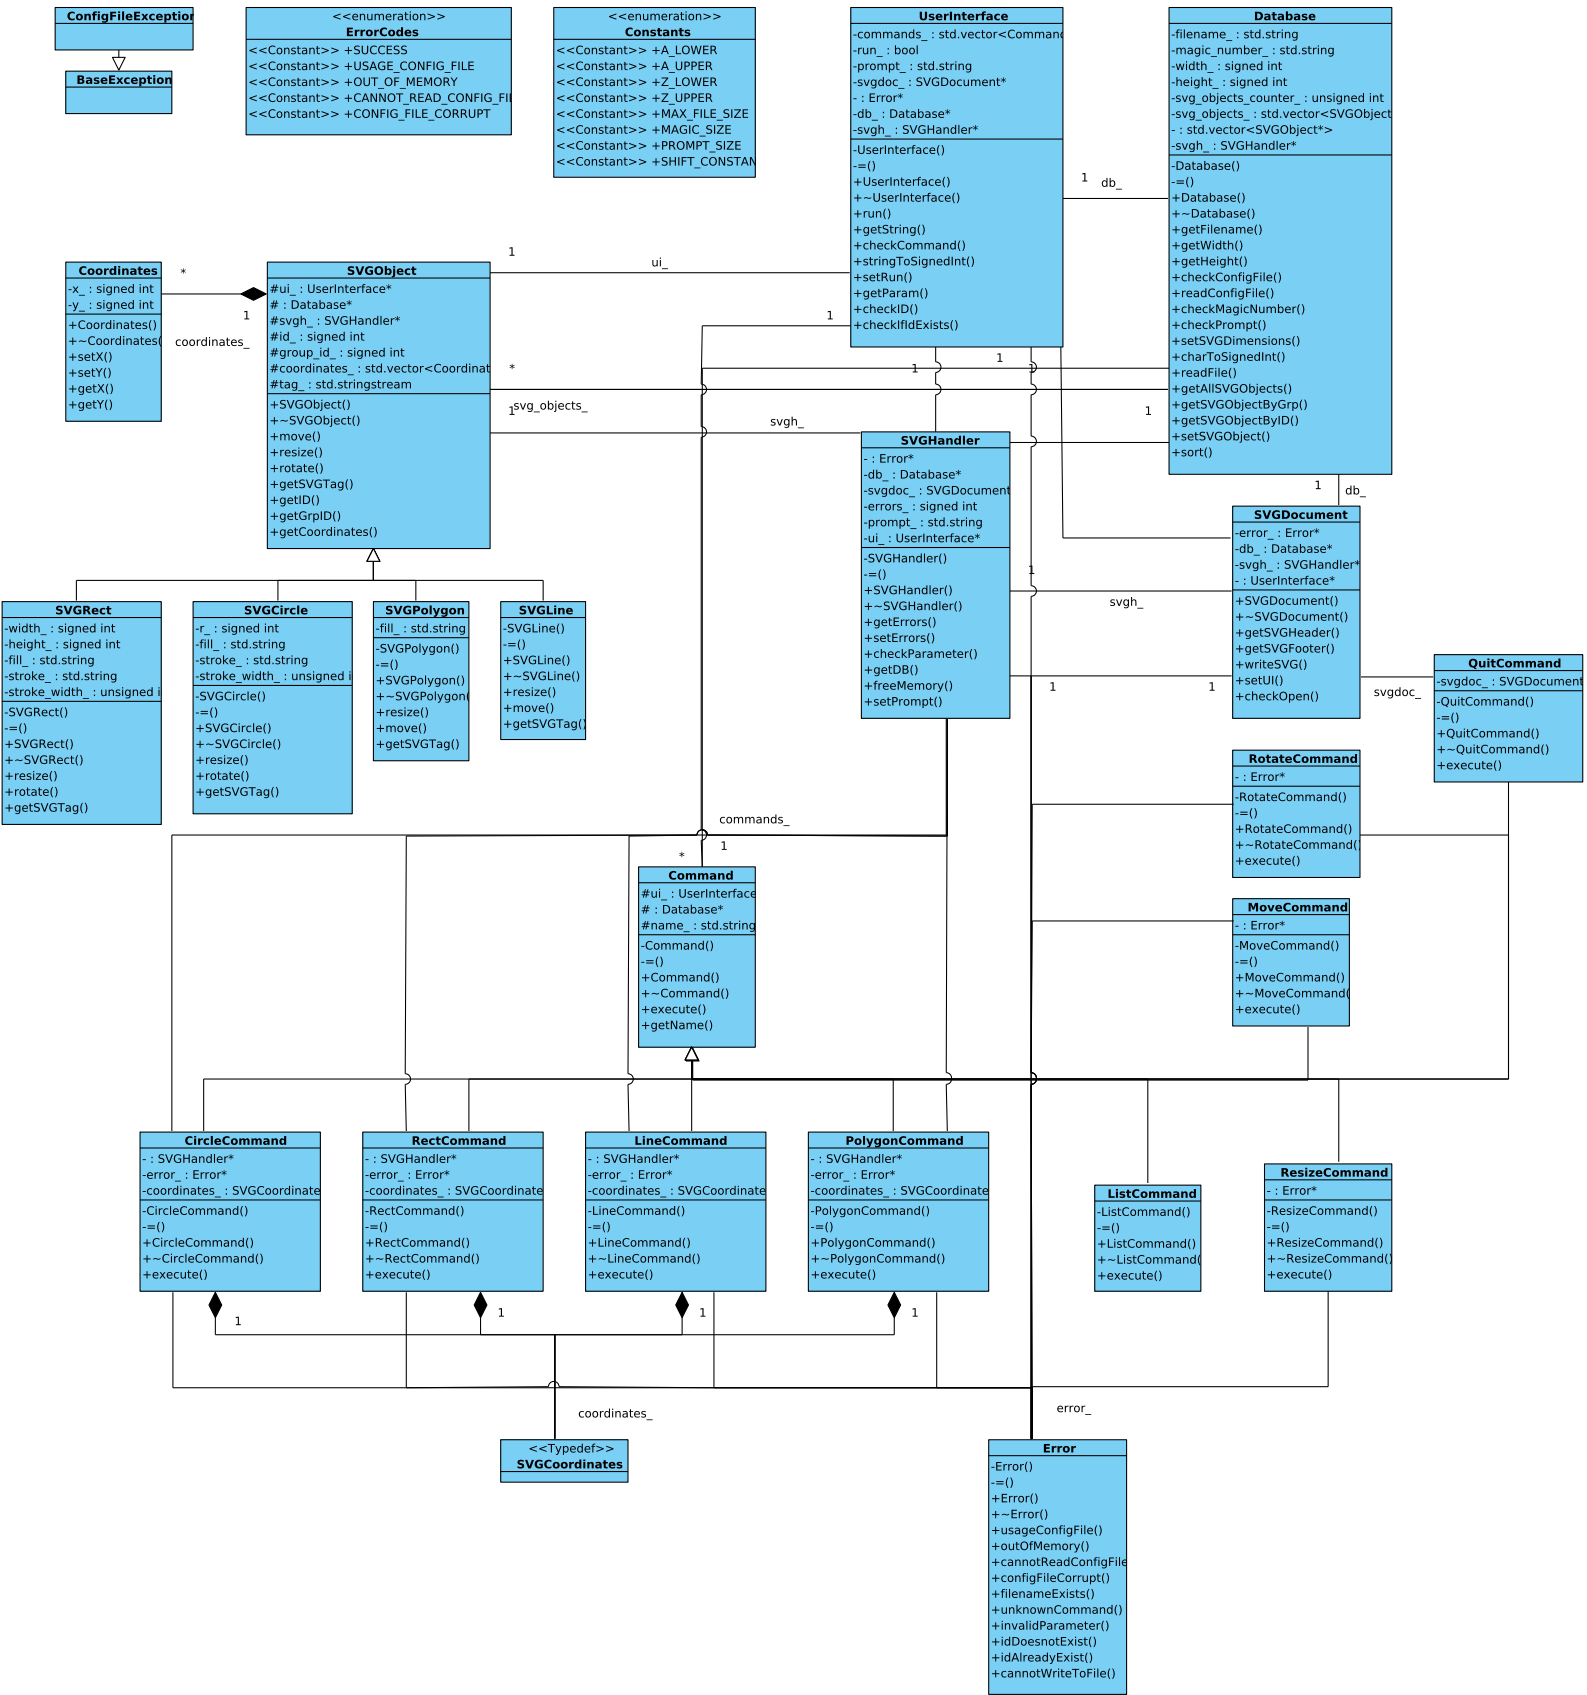 ConfigFileException
BaseException
<<enumeration>>
ErrorCodes
<<Constant>> +SUCCESS
<<Constant>> +USAGE_CONFIG_FILE
<<Constant>> +OUT_OF_MEMORY
<<Constant>> +CANNOT_READ_CONFIG_FI
<<Constant>> +CONFIG_FILE_CORRUPT
<<enumeration>>
Constants
<<Constant>> +A_LOWER
<<Constant>> +A_UPPER
<<Constant>> +Z_LOWER
<<Constant>> +Z_UPPER
<<Constant>> +MAX_FILE_SIZE
<<Constant>> +MAGIC_SIZE
<<Constant>> +PROMPT_SIZE
<<Constant>> +SHIFT_CONSTAN
UserInterface
-commands_ : std.vector<Command
-run_ : bool
-prompt_ : std.string
-svgdoc_ : SVGDocument*
- : Error*
-db_ : Database*
-svgh_ : SVGHandler*
-UserInterface()
-=()
+UserInterface()
+~UserInterface()
+run()
+getString()
+checkCommand()
+stringToSignedInt()
+setRun()
+getParam()
+checkID()
+checkIfIdExists()
Database
-filename_ : std.string
-magic_number_ : std.string
-width_ : signed int
-height_ : signed int
-svg_objects_counter_ : unsigned int
-svg_objects_ : std.vector<SVGObject
- : std.vector<SVGObject*>
-svgh_ : SVGHandler*
-Database()
-=()
+Database()
+~Database()
+getFilename()
+getWidth()
+getHeight()
+checkConfigFile()
+readConfigFile()
+checkMagicNumber()
+checkPrompt()
+setSVGDimensions()
+charToSignedInt()
+readFile()
+getAllSVGObjects()
+getSVGObjectByGrp()
+getSVGObjectByID()
+setSVGObject()
+sort()
1
db_
Coordinates
-x_ : signed int
-y_ : signed int
+Coordinates()
+~Coordinates(
+setX()
+setY()
+getX()
+getY()
*
1
coordinates_
SVGObject
#ui_ : UserInterface*
# : Database*
#svgh_ : SVGHandler*
#id_ : signed int
#group_id_ : signed int
#coordinates_ : std.vector<Coordinat
#tag_ : std.stringstream
+SVGObject()
+~SVGObject()
+move()
+resize()
+rotate()
+getSVGTag()
+getID()
+getGrpID()
+getCoordinates()
1
ui_
1
1
1
1
*
svg_objects_
1
1
svgh_
SVGHandler
- : Error*
-db_ : Database*
-svgdoc_ : SVGDocument
-errors_ : signed int
-prompt_ : std.string
-ui_ : UserInterface*
-SVGHandler()
-=()
+SVGHandler()
+~SVGHandler()
+getErrors()
+setErrors()
+checkParameter()
+getDB()
+freeMemory()
+setPrompt()
1
db_
SVGDocument
-error_ : Error*
-db_ : Database*
-svgh_ : SVGHandler*
- : UserInterface*
+SVGDocument()
+~SVGDocument()
+getSVGHeader()
+getSVGFooter()
+writeSVG()
+setUI()
+checkOpen()
1
svgh_
1
1
svgdoc_
QuitCommand
-svgdoc_ : SVGDocument
-QuitCommand()
-=()
+QuitCommand()
+~QuitCommand()
+execute()
SVGRect
-width_ : signed int
-height_ : signed int
-fill_ : std.string
-stroke_ : std.string
-stroke_width_ : unsigned i
-SVGRect()
-=()
+SVGRect()
+~SVGRect()
+resize()
+rotate()
+getSVGTag()
SVGCircle
-r_ : signed int
-fill_ : std.string
-stroke_ : std.string
-stroke_width_ : unsigned i
-SVGCircle()
-=()
+SVGCircle()
+~SVGCircle()
+resize()
+rotate()
+getSVGTag()
SVGPolygon
-fill_ : std.string
-SVGPolygon()
-=()
+SVGPolygon()
+~SVGPolygon(
+resize()
+move()
+getSVGTag()
SVGLine
-SVGLine()
-=()
+SVGLine()
+~SVGLine()
+resize()
+move()
+getSVGTag()
RotateCommand
- : Error*
-RotateCommand()
-=()
+RotateCommand()
+~RotateCommand(
+execute()
commands_
*
1
Command
#ui_ : UserInterface
# : Database*
#name_ : std.string
-Command()
-=()
+Command()
+~Command()
+execute()
+getName()
MoveCommand
- : Error*
-MoveCommand()
-=()
+MoveCommand()
+~MoveCommand(
+execute()
CircleCommand
- : SVGHandler*
-error_ : Error*
-coordinates_ : SVGCoordinate
-CircleCommand()
-=()
+CircleCommand()
+~CircleCommand()
+execute()
RectCommand
- : SVGHandler*
-error_ : Error*
-coordinates_ : SVGCoordinate
-RectCommand()
-=()
+RectCommand()
+~RectCommand()
+execute()
LineCommand
- : SVGHandler*
-error_ : Error*
-coordinates_ : SVGCoordinate
-LineCommand()
-=()
+LineCommand()
+~LineCommand()
+execute()
PolygonCommand
- : SVGHandler*
-error_ : Error*
-coordinates_ : SVGCoordinate
-PolygonCommand()
-=()
+PolygonCommand()
+~PolygonCommand()
+execute()
ListCommand
-ListCommand()
-=()
+ListCommand()
+~ListCommand(
+execute()
ResizeCommand
- : Error*
-ResizeCommand()
-=()
+ResizeCommand()
+~ResizeCommand()
+execute()
1
1
1
1
coordinates_
error_
<<Typedef>>
SVGCoordinates
Error
-Error()
-=()
+Error()
+~Error()
+usageConfigFile()
+outOfMemory()
+cannotReadConfigFile
+configFileCorrupt()
+filenameExists()
+unknownCommand()
+invalidParameter()
+idDoesnotExist()
+idAlreadyExist()
+cannotWriteToFile()